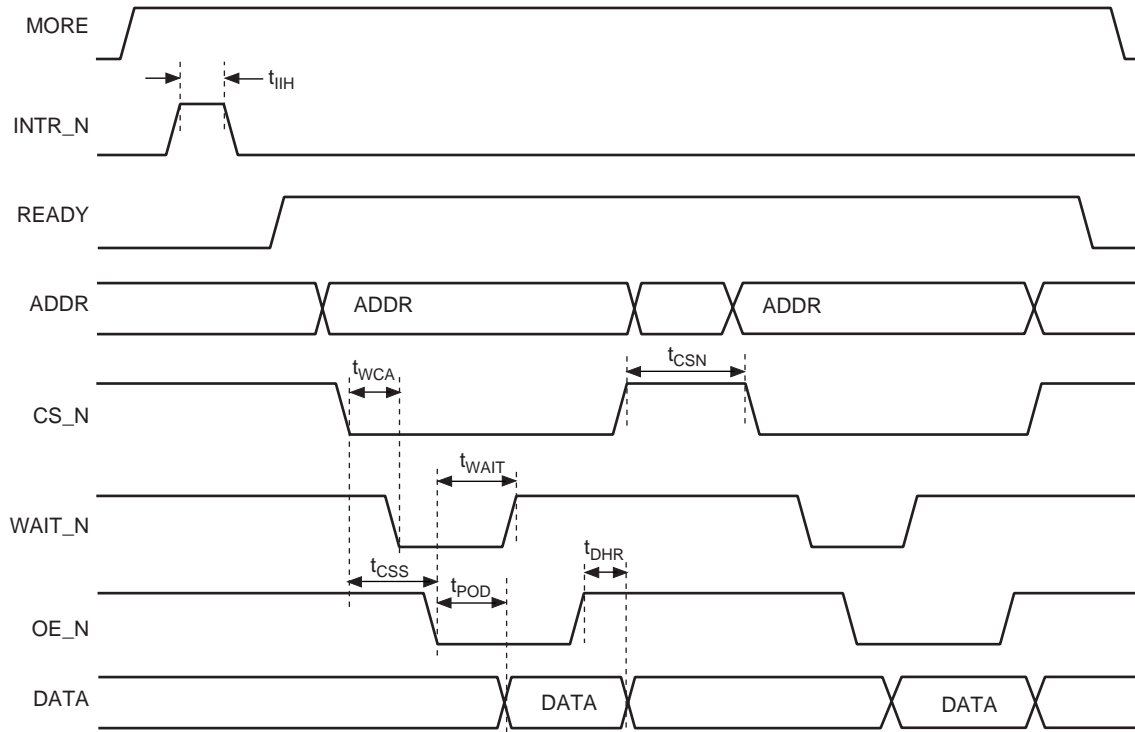 MORE
t_IIH
INTR_N
READY
ADDR ADDR ADDR
t_WCA t_CSN
CS_N
t_WAIT
WAIT_N
t_DHR
t_CSS t_POD
OE_N
DATA DATA DATA